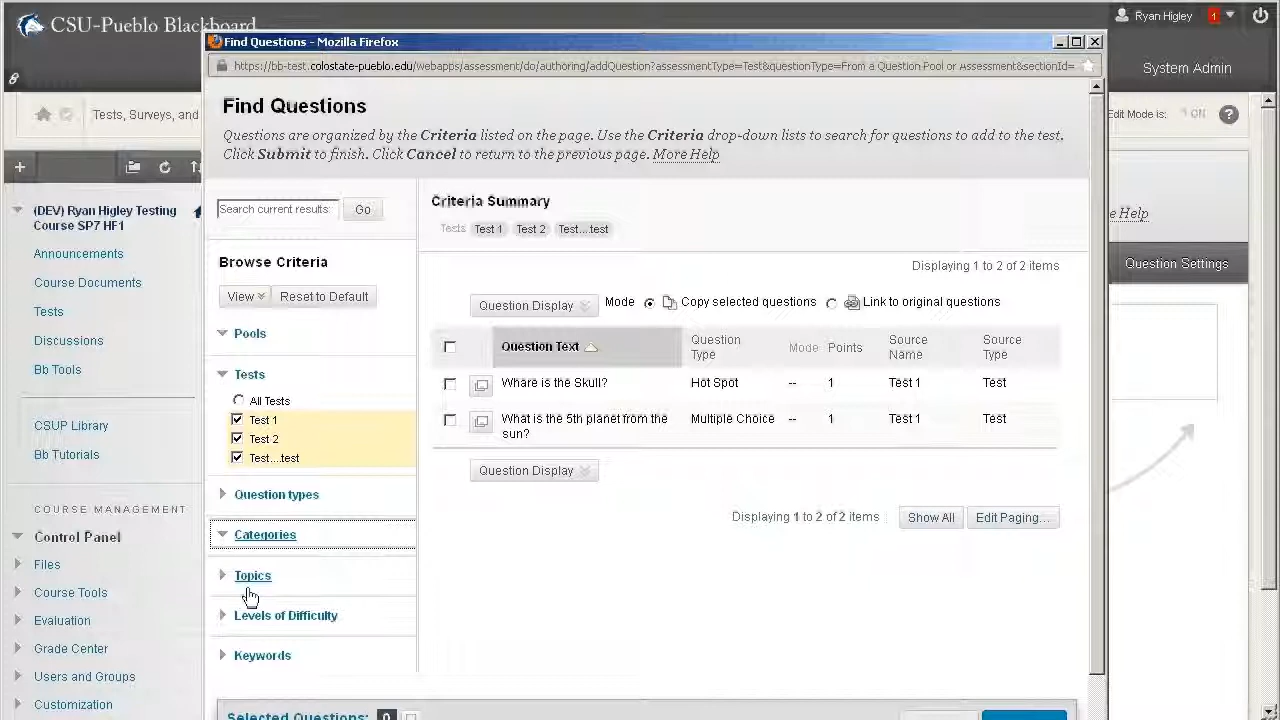 CSU-Pueblo Blackboard
Ryan Higley
1
Find Questions - Mozilla Firefox
https://bb-test.colostate-pueblo.edu/webapps/assessment/do/authoring/addQuestion?assessmentType=Test&questionType=From a Question Pool or Assessment&sectionId=
System Admin
Tests, Surveys, and
Edit Mode is:
ON
?
Find Questions
Questions are organized by the Criteria listed on the page. Use the Criteria drop-down lists to search for questions to add to the test.
Click Submit to finish. Click Cancel to return to the previous page. More Help
(DEV) Ryan Higley Testing
Course SP7 HF1
Announcements
Course Documents
Tests
Discussions
Bb Tools
CSUP Library
Bb Tutorials
COURSE MANAGEMENT
Control Panel
Files
Course Tools
Evaluation
Grade Center
Users and Groups
Customization
Search current results:
Go
Browse Criteria
View
Reset to Default
Pools
Tests
All Tests
Test 1
Test 2
Test...test
Question types
Categories
Topics
Levels of Difficulty
Keywords
Criteria Summary
Tests Test 1 Test 2 Test...test
Displaying 1 to 2 of 2 items
Question Display
Mode
Copy selected questions
Link to original questions
Question Text
Question
Type
Mode
Points
Source
Name
Source
Type
Whare is the Skull?
Hot Spot
--
1
Test 1
Test
What is the 5th planet from the
sun?
Multiple Choice
--
1
Test 1
Test
Question Display
Displaying 1 to 2 of 2 items
Show All
Edit Paging...
Selected Questions: 0
e Help
Question Settings